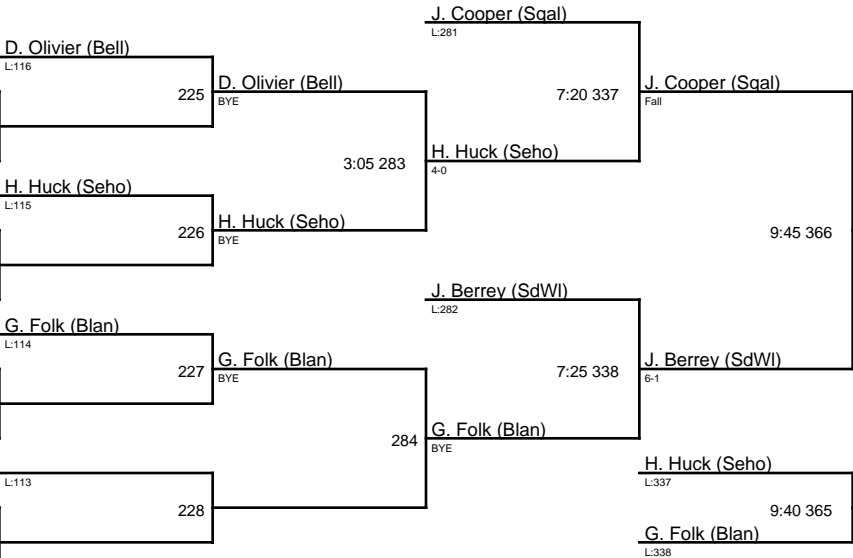 J. Cooper (Sqal)
L:281
D. Olivier (Bell)
L:116
225
D. Olivier (Bell)
BYE
7:20 337
J. Cooper (Sqal)
Fall
3:05 283
H. Huck (Seho)
4-0
H. Huck (Seho)
L:115
226
H. Huck (Seho)
BYE
9:45 366
J. Berrey (SdWl)
L:282
G. Folk (Blan)
L:114
227
G. Folk (Blan)
BYE
7:25 338
J. Berrey (SdWl)
6-1
284
G. Folk (Blan)
BYE
L:113
228
H. Huck (Seho)
L:337
9:40 365
G. Folk (Blan)
L:338